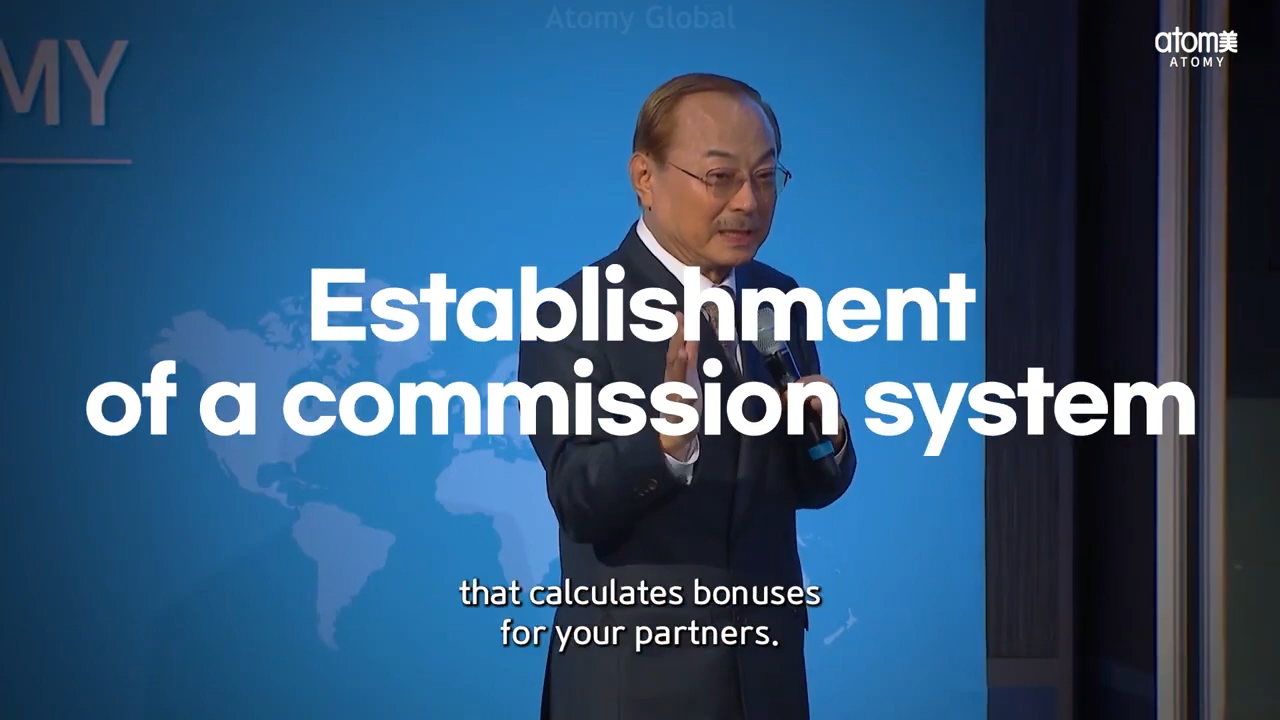 Atomy Global
MY
atom美
ATOMY
Establishment
of a commission system
that calculates bonuses
for your partners.